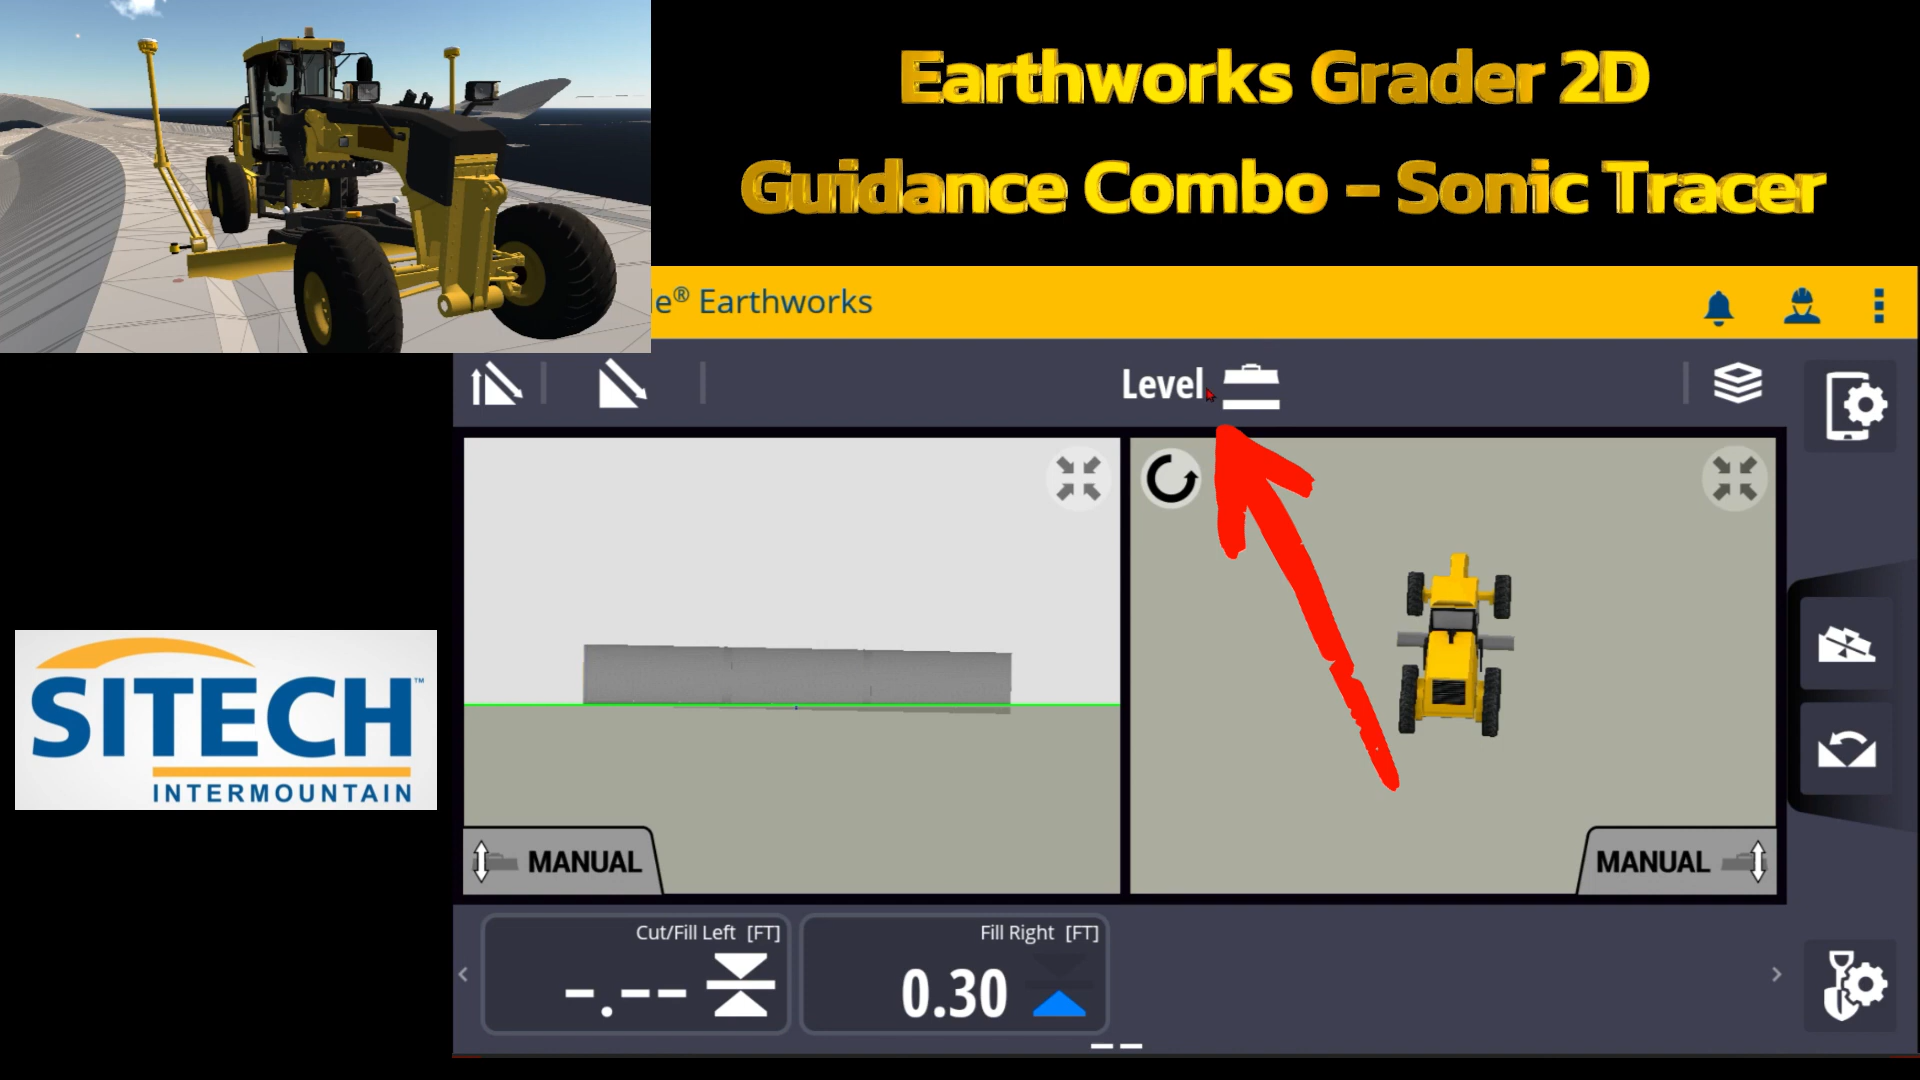 Earthworks Grader 2D
Guidance Combo - Sonic Tracer
e® Earthworks
Level
SITECH™
INTERMOUNTAIN
MANUAL
MANUAL
Cut/Fill Left [FT]
-.--
Fill Right [FT]
0.30